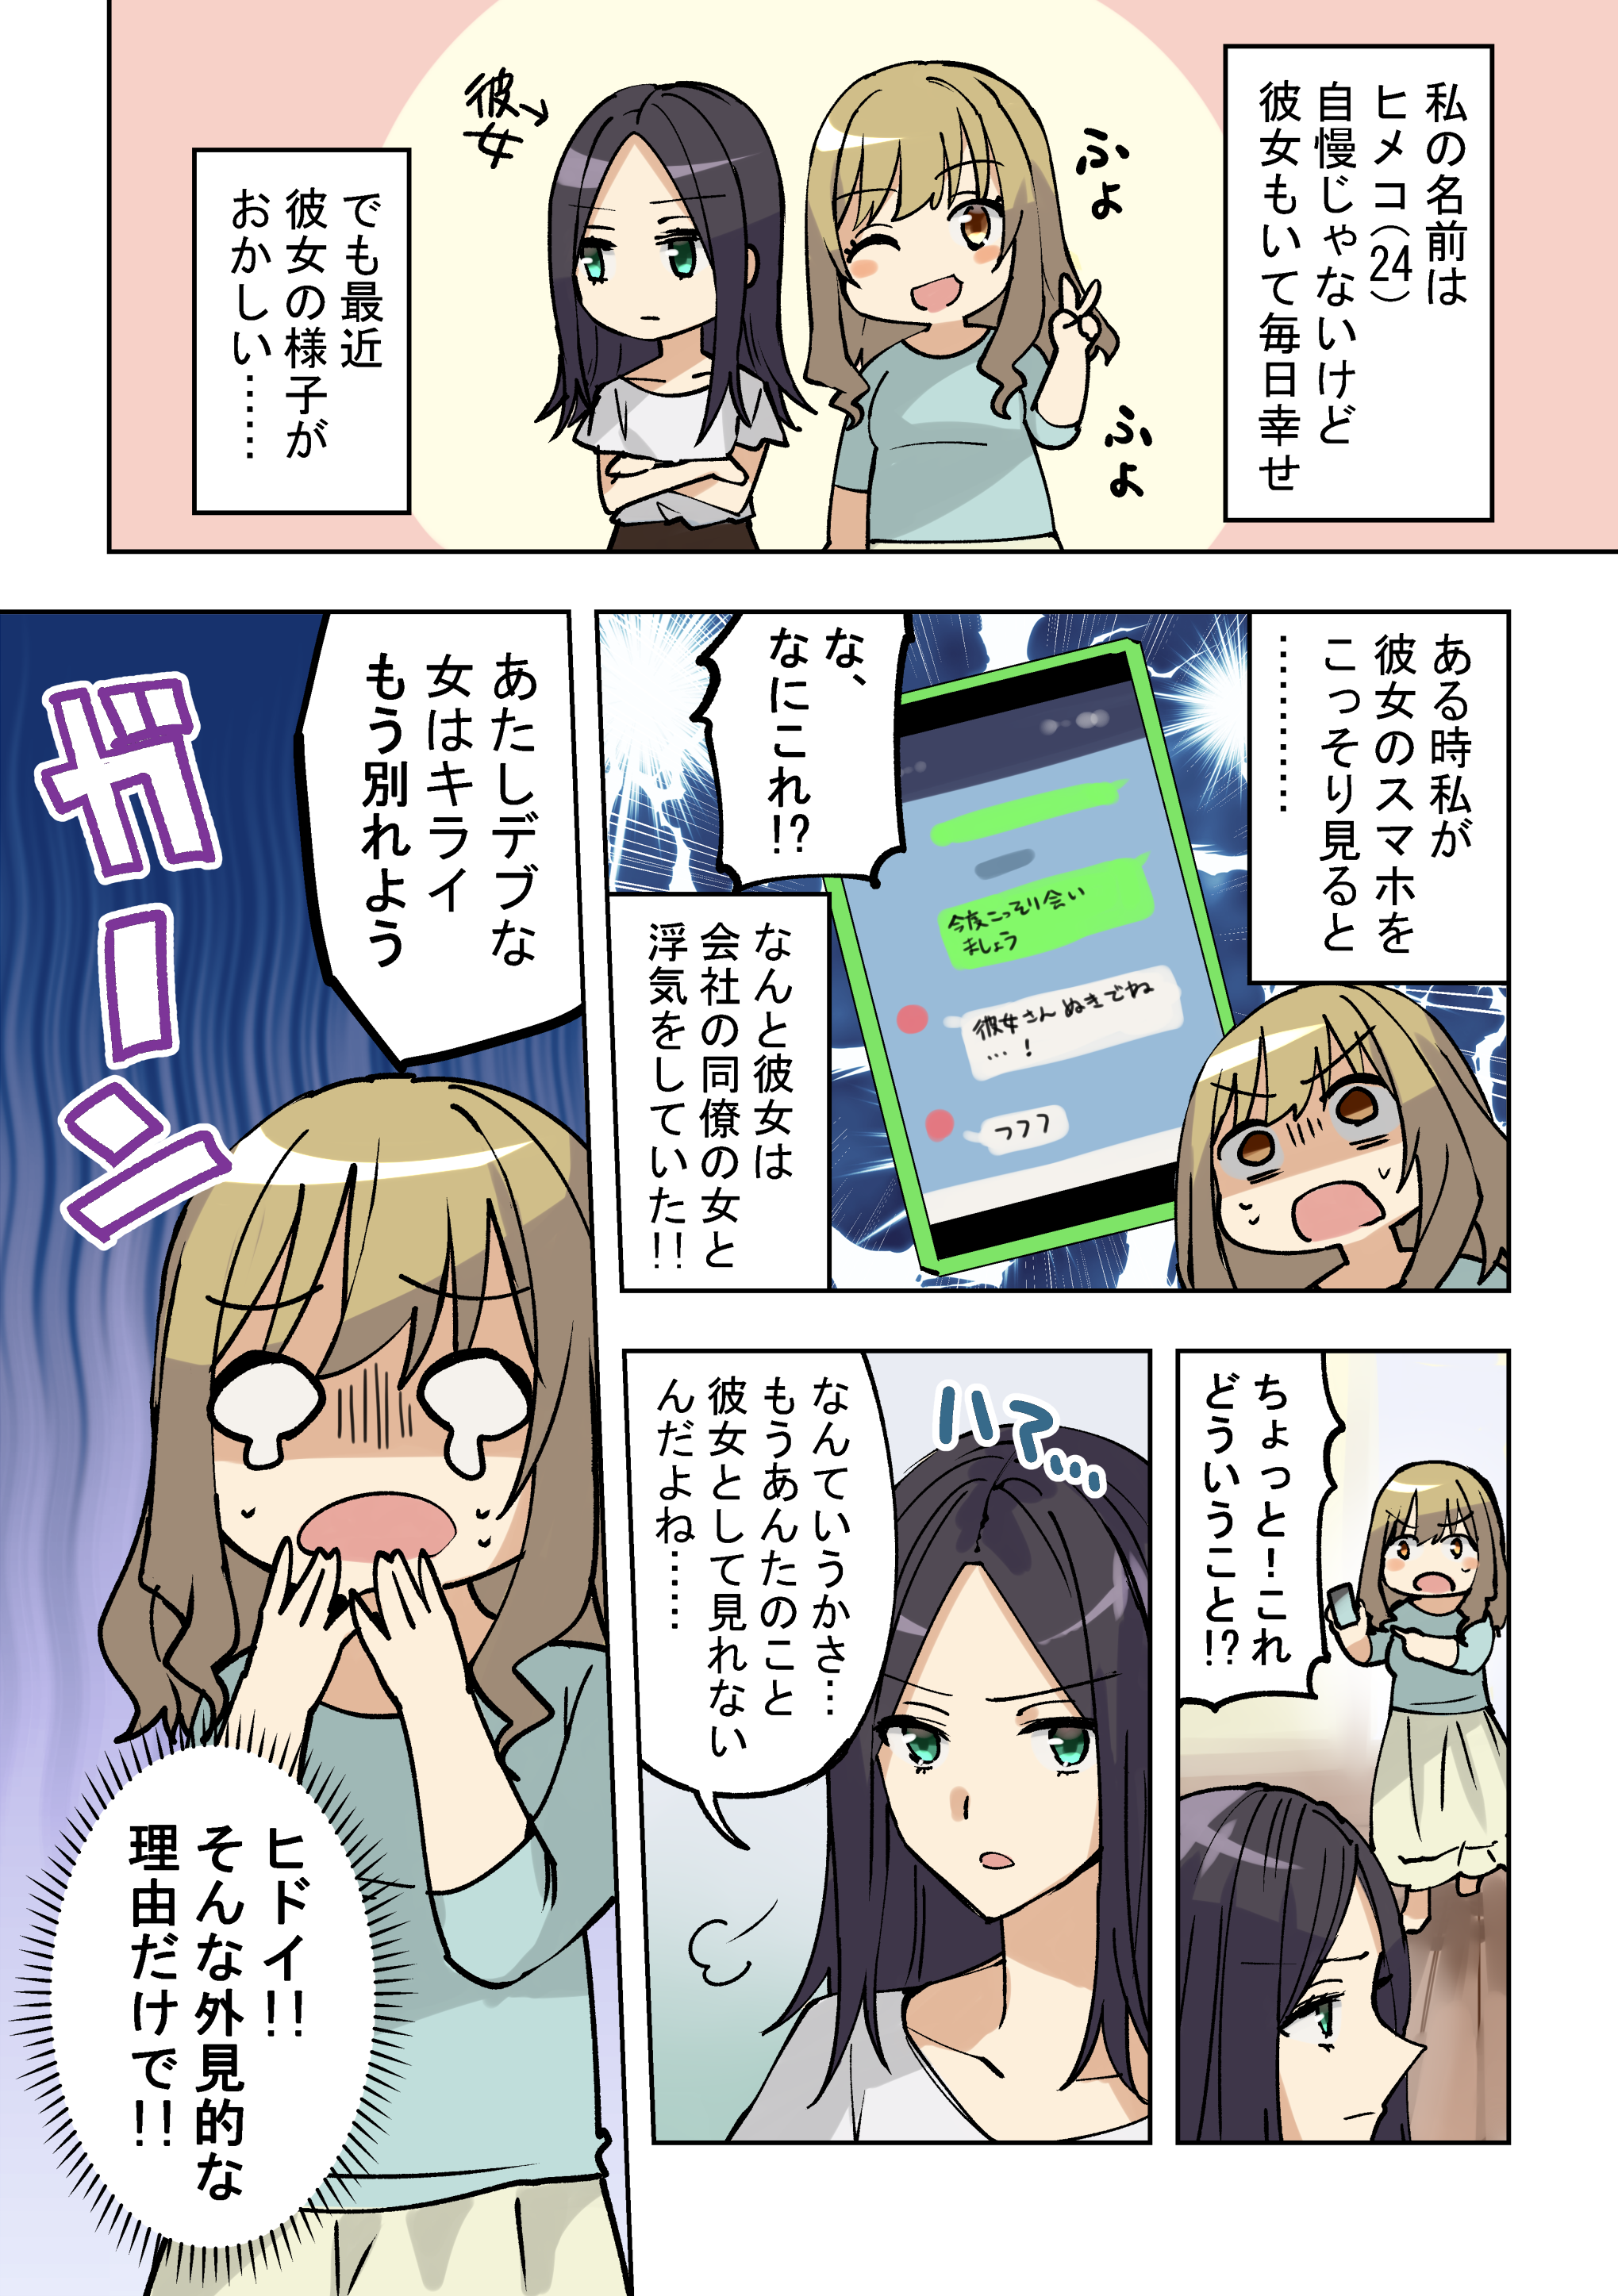 私の名前は
ヒメコ(24)
自慢じゃないけど
彼女もいて毎日幸せ
ふよ
ふよ
彼女→
でも最近
彼女の様子が
おかしい……
ある時私が
彼女のスマホを
こっそり見ると
…………
な、
なにこれ!?
今度こっそり会い
ましょう
彼女さんぬきでね
…!
フフフ
なんと彼女は
会社の同僚の女と
浮気をしていた!!
ちょっと!これ
どういうこと!?
ハァ…
なんていうかさ…
もうあんたのこと
彼女として見れない
んだよね……
あたしデブな
女はキライ
もう別れよう
ガーン
ヒドイ!!
そんな外見的な
理由だけで!!